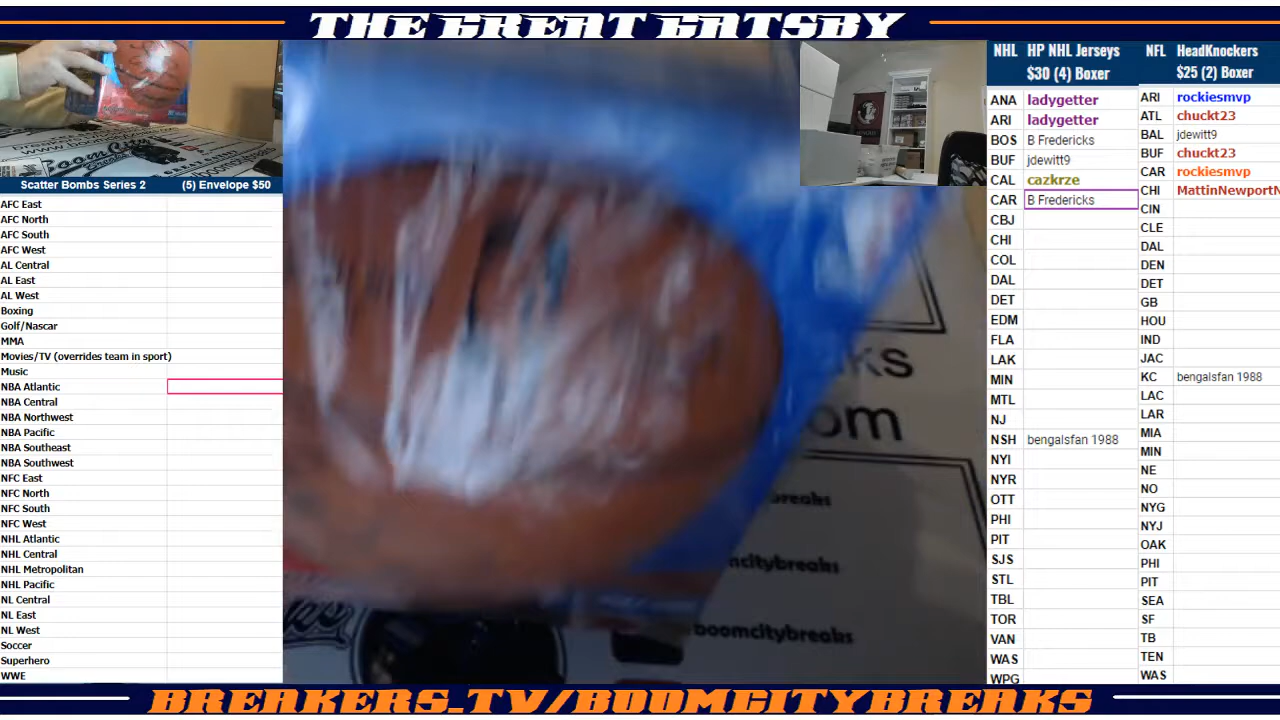 THE GREAT GATSBY
Scatter Bombs Series 2 (5) Envelope $50
AFC East
AFC North
AFC South
AFC West
AL Central
AL East
AL West
Boxing
Golf/Nascar
MMA
Movies/TV (overrides team in sport)
Music
NBA Atlantic
NBA Central
NBA Northwest
NBA Pacific
NBA Southeast
NBA Southwest
NFC East
NFC North
NFC South
NFC West
NHL Atlantic
NHL Central
NHL Metropolitan
NHL Pacific
NL Central
NL East
NL West
Soccer
Superhero
WWE
boomcitybreaks
NHL HP NHL Jerseys
$30 (4) Boxer
ANA ladygetter
ARI ladygetter
BOS B Fredericks
BUF jdewitt9
CAL cazkrze
CAR B Fredericks
CBJ
CHI
COL
DAL
DET
EDM
FLA
LAK
MIN
MTL
NJ
NSH bengalsfan 1988
NYI
NYR
OTT
PHI
PIT
SJS
STL
TBL
TOR
VAN
WAS
WPG
NFL HeadKnockers
$25 (2) Boxer
ARI rockiesmvp
ATL chuckt23
BAL jdewitt9
BUF chuckt23
CAR rockiesmvp
CHI MattinNewportN
CIN
CLE
DAL
DEN
DET
GB
HOU
IND
JAC
KC bengalsfan 1988
LAC
LAR
MIA
MIN
NE
NO
NYG
NYJ
OAK
PHI
PIT
SEA
SF
TB
TEN
WAS
BREAKERS.TV/BOOMCITYBREAKS